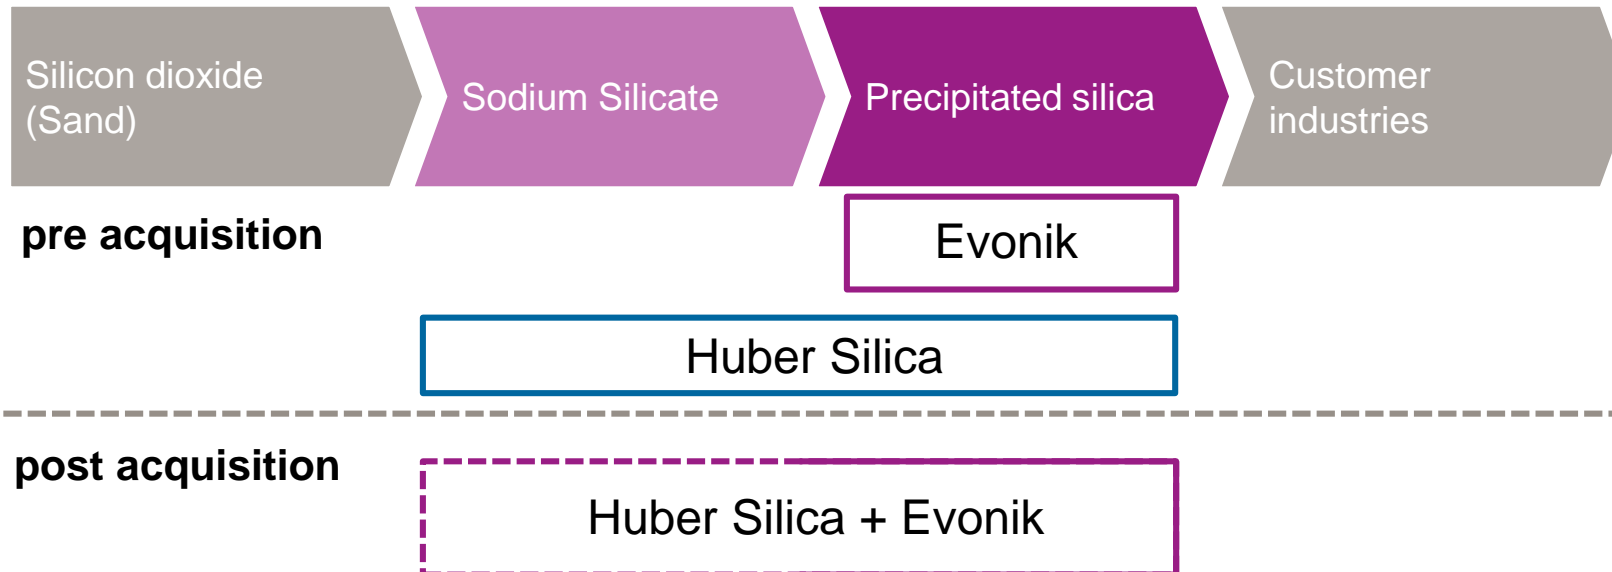 Silicon dioxide
(Sand)
Sodium Silicate
Precipitated silica
Customer
industries
pre acquisition
Evonik
Huber Silica
post acquisition
Huber Silica + Evonik